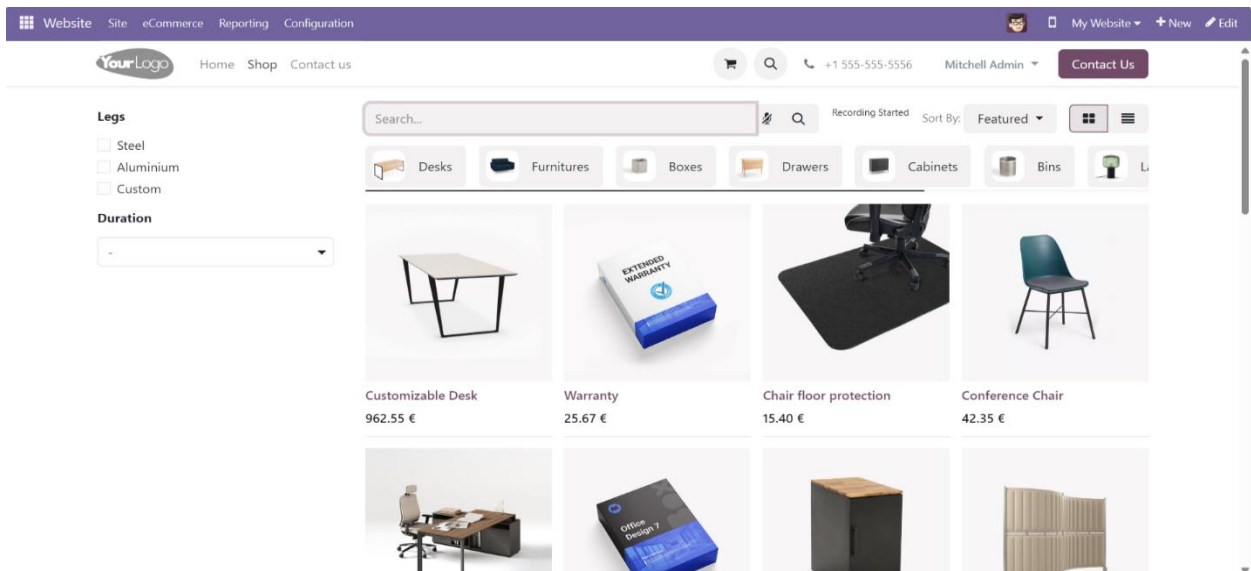 Website Site eCommerce Reporting Configuration My Website New Edit
YourLogo Home Shop Contact us +1 555-555-5556 Mitchell Admin Contact Us
Legs
Steel
Aluminium
Custom
Duration
-
Search... Recording Started Sort By: Featured
Desks Furnitures Boxes Drawers Cabinets Bins
EXTENDED
WARRANTY
Customizable Desk Warranty Chair floor protection Conference Chair
962.55 € 25.67 € 15.40 € 42.35 €
Office
Design 7